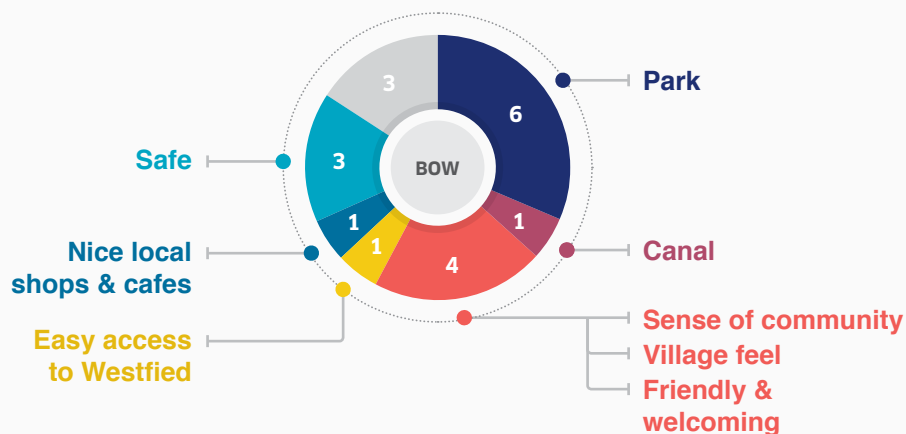 3
6
Park
Safe
3
BOW
1
1
1
Canal
4
Nice local
shops & cafes
Sense of community
Easy access
to Westfied
Village feel
Friendly &
welcoming